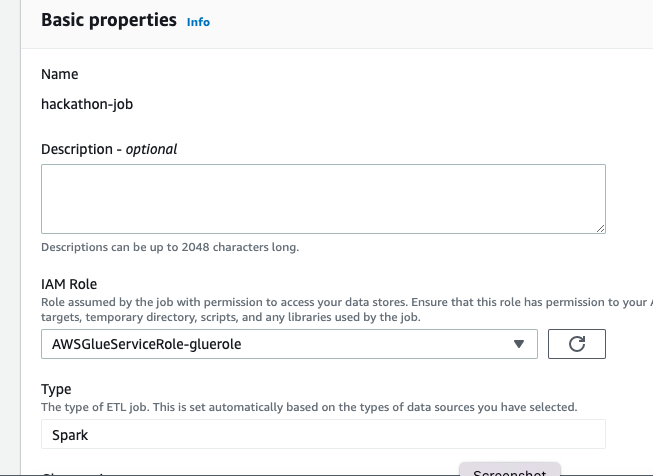 Basic properties Info
Name
hackathon-job
Description - optional
Descriptions can be up to 2048 characters long.
IAM Role
Role assumed by the job with permission to access your data stores. Ensure that this role has permission to your
targets, temporary directory, scripts, and any libraries used by the job.
AWSGlueServiceRole-gluerole
Type
The type of ETL job. This is set automatically based on the types of data sources you have selected.
Spark
Screenshot